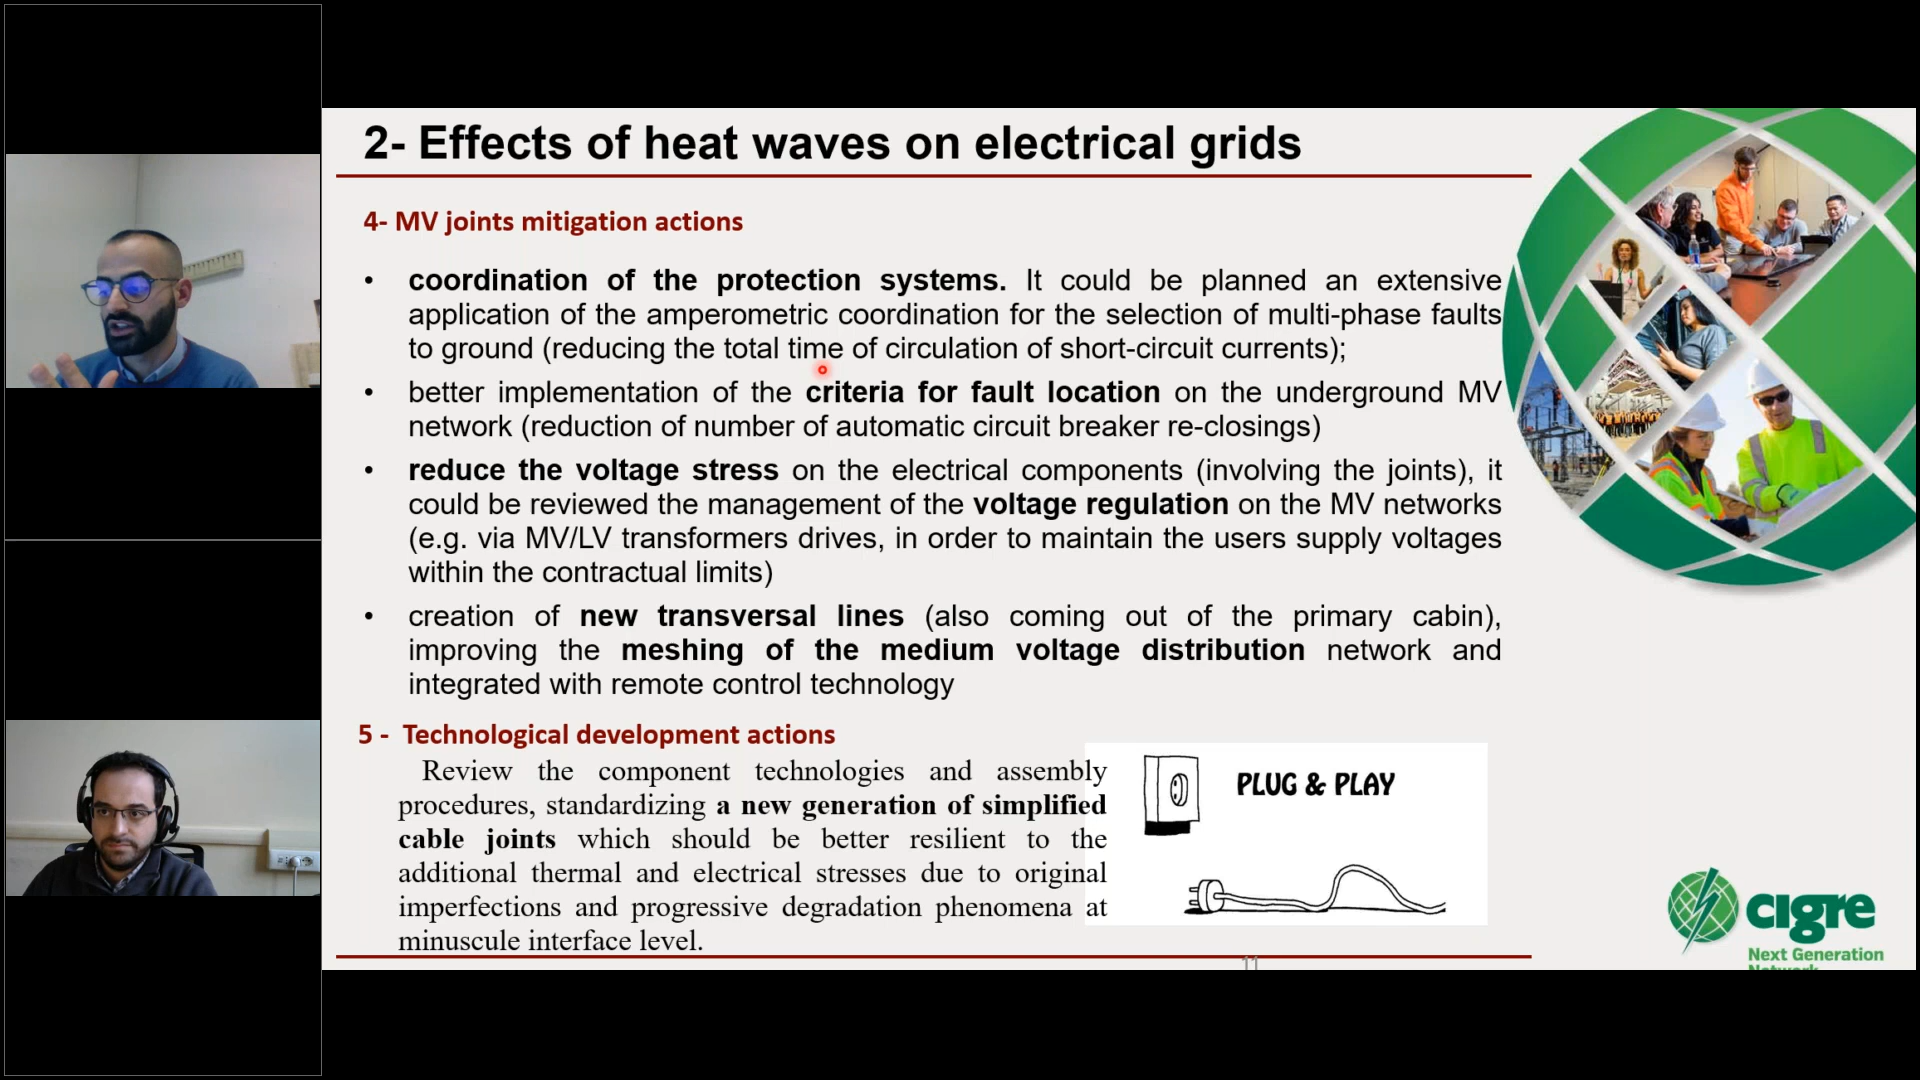 2- Effects of heat waves on electrical grids
4- MV joints mitigation actions
• coordination of the protection systems. It could be planned an extensive
application of the amperometric coordination for the selection of multi-phase faults
to ground (reducing the total time of circulation of short-circuit currents);
• better implementation of the criteria for fault location on the underground MV
network (reduction of number of automatic circuit breaker re-closings)
• reduce the voltage stress on the electrical components (involving the joints), it
could be reviewed the management of the voltage regulation on the MV networks
(e.g. via MV/LV transformers drives, in order to maintain the users supply voltages
within the contractual limits)
• creation of new transversal lines (also coming out of the primary cabin),
improving the meshing of the medium voltage distribution network and
integrated with remote control technology
5 - Technological development actions
Review the component technologies and assembly
procedures, standardizing a new generation of simplified
cable joints which should be better resilient to the
additional thermal and electrical stresses due to original
imperfections and progressive degradation phenomena at
minuscule interface level.
PLUG & PLAY
cigre
Next Generation
Network
11